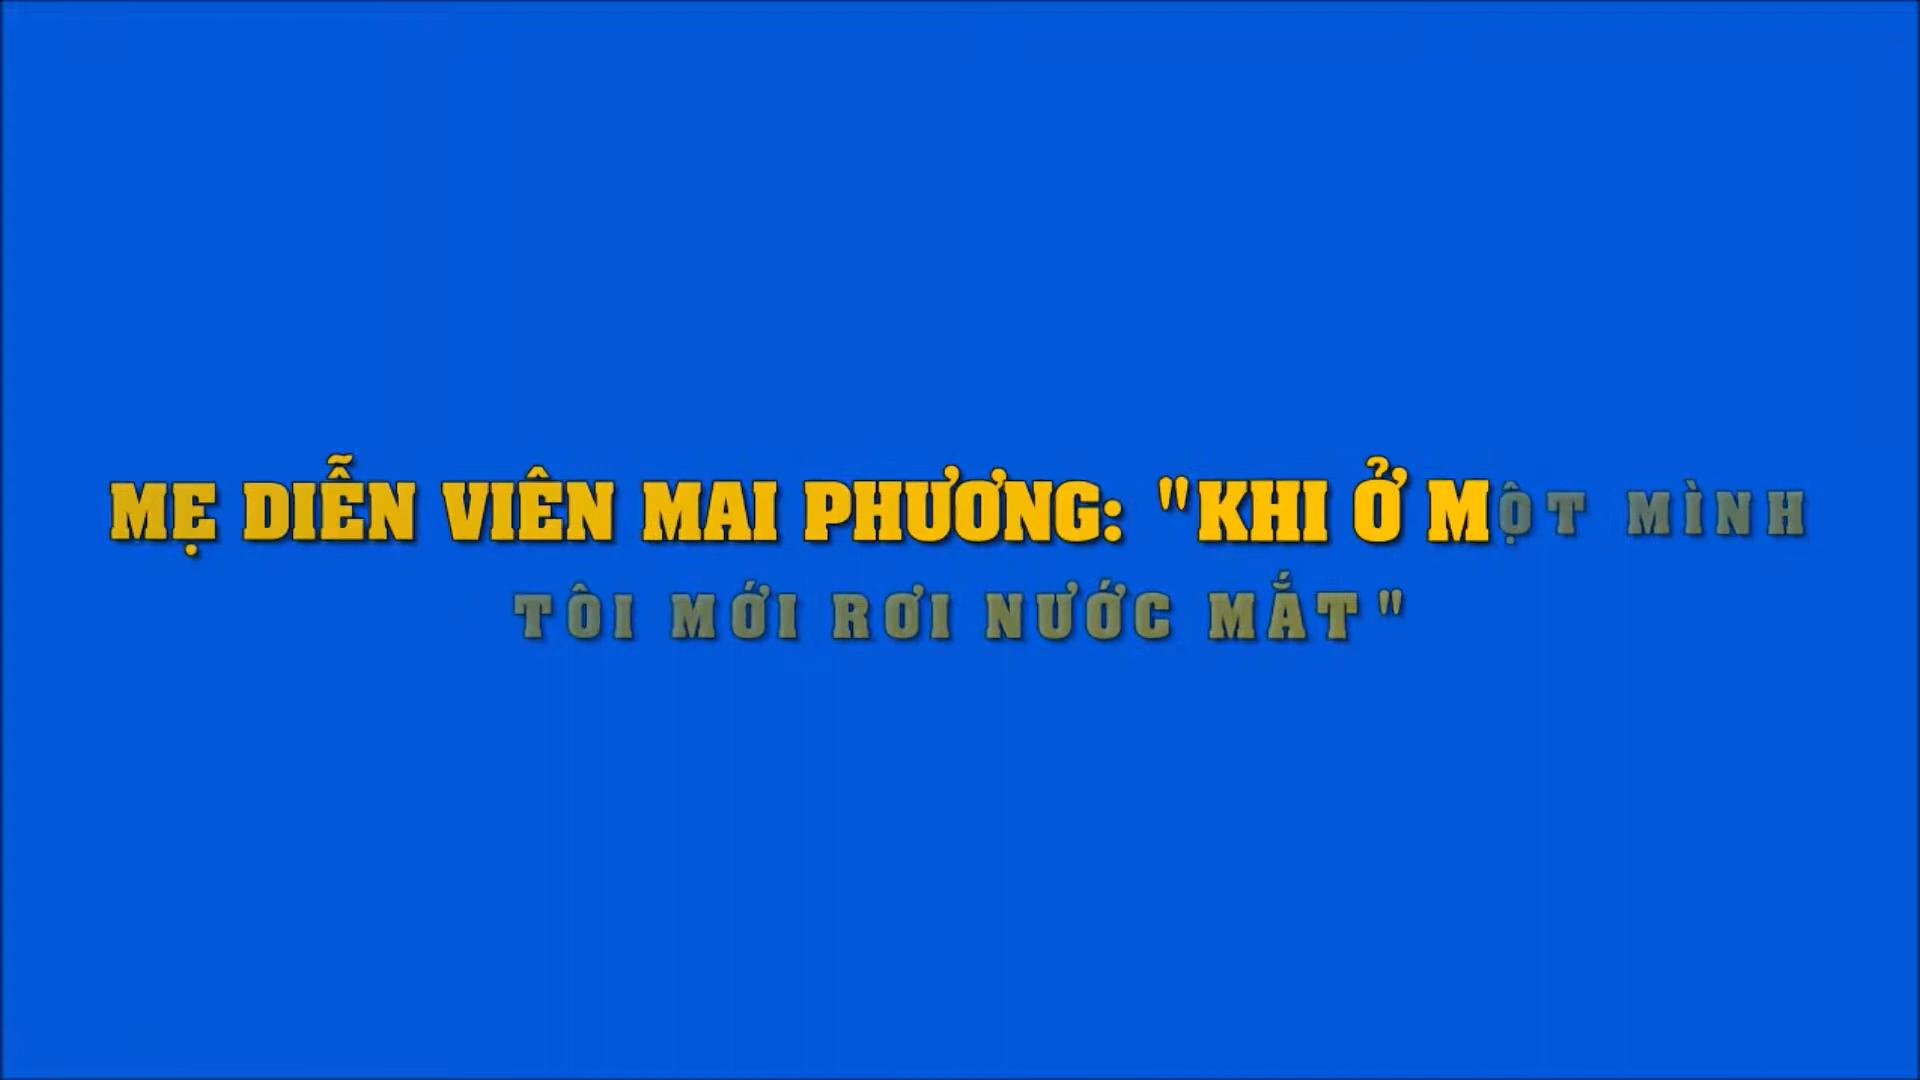 MẸ DIỄN VIÊN MAI PHƯƠNG: "KHI Ở MỘT MÌNH
TÔI MỚI RƠI NƯỚC MẮT"